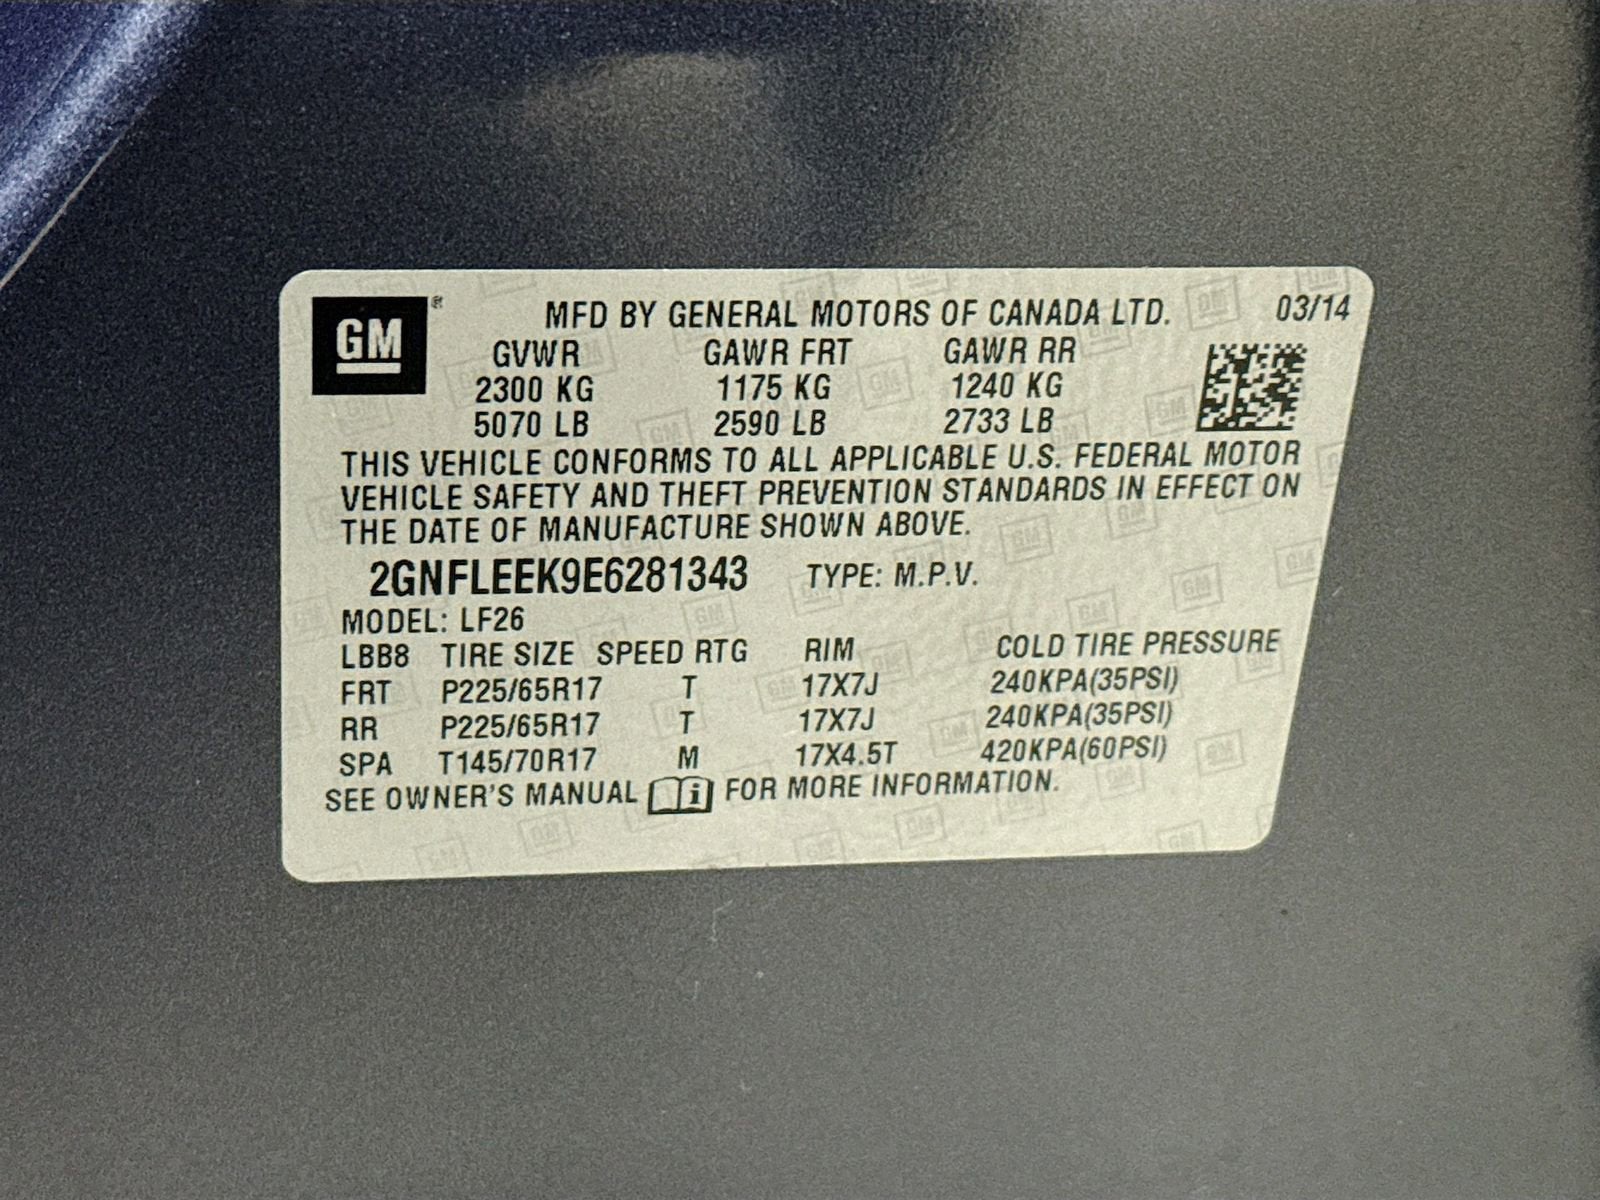 GM ® MFD BY GENERAL MOTORS OF CANADA LTD. 03/14
GVWR GAWR FRT GAWR RR
2300 KG 1175 KG 1240 KG
5070 LB 2590 LB 2733 LB
THIS VEHICLE CONFORMS TO ALL APPLICABLE U.S. FEDERAL MOTOR
VEHICLE SAFETY AND THEFT PREVENTION STANDARDS IN EFFECT ON
THE DATE OF MANUFACTURE SHOWN ABOVE.
2GNFLEEK9E6281343 TYPE: M.P.V.
MODEL: LF26
LBB8 TIRE SIZE SPEED RTG RIM COLD TIRE PRESSURE
FRT P225/65R17 T 17X7J 240KPA(35PSI)
RR P225/65R17 T 17X7J 240KPA(35PSI)
SPA T145/70R17 M 17X4.5T 420KPA(60PSI)
SEE OWNER'S MANUAL i FOR MORE INFORMATION.